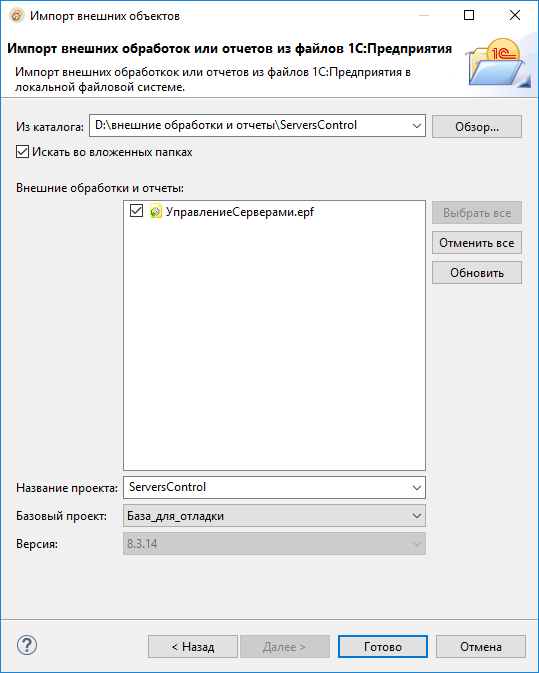 Импорт внешних объектов
Импорт внешних обработок или отчетов из файлов 1С:Предприятия
Импорт внешних обработкок или отчетов из файлов 1С:Предприятия в
локальной файловой системе.
1С
Из каталога: D:\внешние обработки и отчеты\ServersControl Обзор...
Искать во вложенных папках
Внешние обработки и отчеты:
УправлениеСерверами.epf
Выбрать все
Отменить все
Обновить
Название проекта: ServersControl
Базовый проект: База_для_отладки
Версия: 8.3.14
? < Назад Далее > Готово Отмена